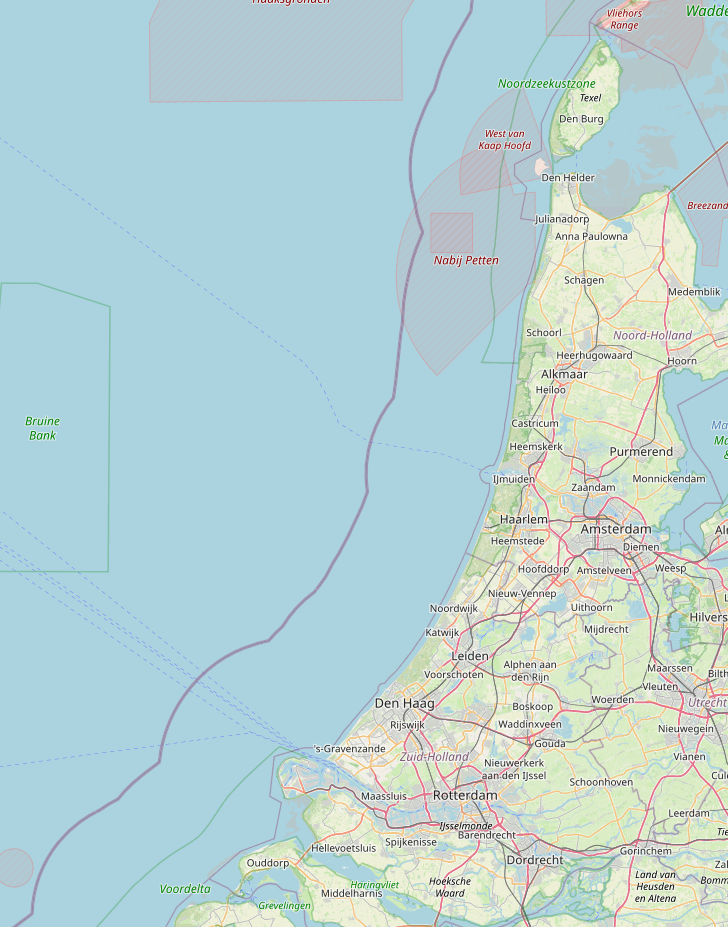 Haaksgronden
Vliehors
Range
Noordzeekustzone
Texel
Den Burg
West van
Kaap Hoofd
Den Helder
Julianadorp
Anna Paulowna
Nabij Petten
Schagen
Medemblik
Schoorl
Noord-Holland
Heerhugowaard
Hoorn
Alkmaar
Heiloo
Bruine
Bank
Castricum
Heemskerk
Purmerend
Monnickendam
IJmuiden
Zaandam
Haarlem
Amsterdam
Heemstede
Diemen
Hoofddorp
Amstelveen
Weesp
Nieuw-Vennep
Noordwijk
Uithoorn
Hilvers
Katwijk
Mijdrecht
Leiden
Voorschoten
Alphen aan
den Rijn
Maarssen
Vleuten
Bilth
Den Haag
Boskoop
Woerden
Utrecht
Rijswijk
Waddinxveen
Nieuwegein
's-Gravenzande
Gouda
Zuid-Holland
Nieuwerkerk
aan den IJssel
Vianen
Schoonhoven
Maassluis
Rotterdam
Leerdam
IJsselmonde
Barendrecht
Spijkenisse
Hellevoetsluis
Gorinchem
Dordrecht
Ouddorp
Voordelta
Haringvliet
Middelharnis
Hoeksche
Waard
Land van
Heusden
en Altena
Grevelingen